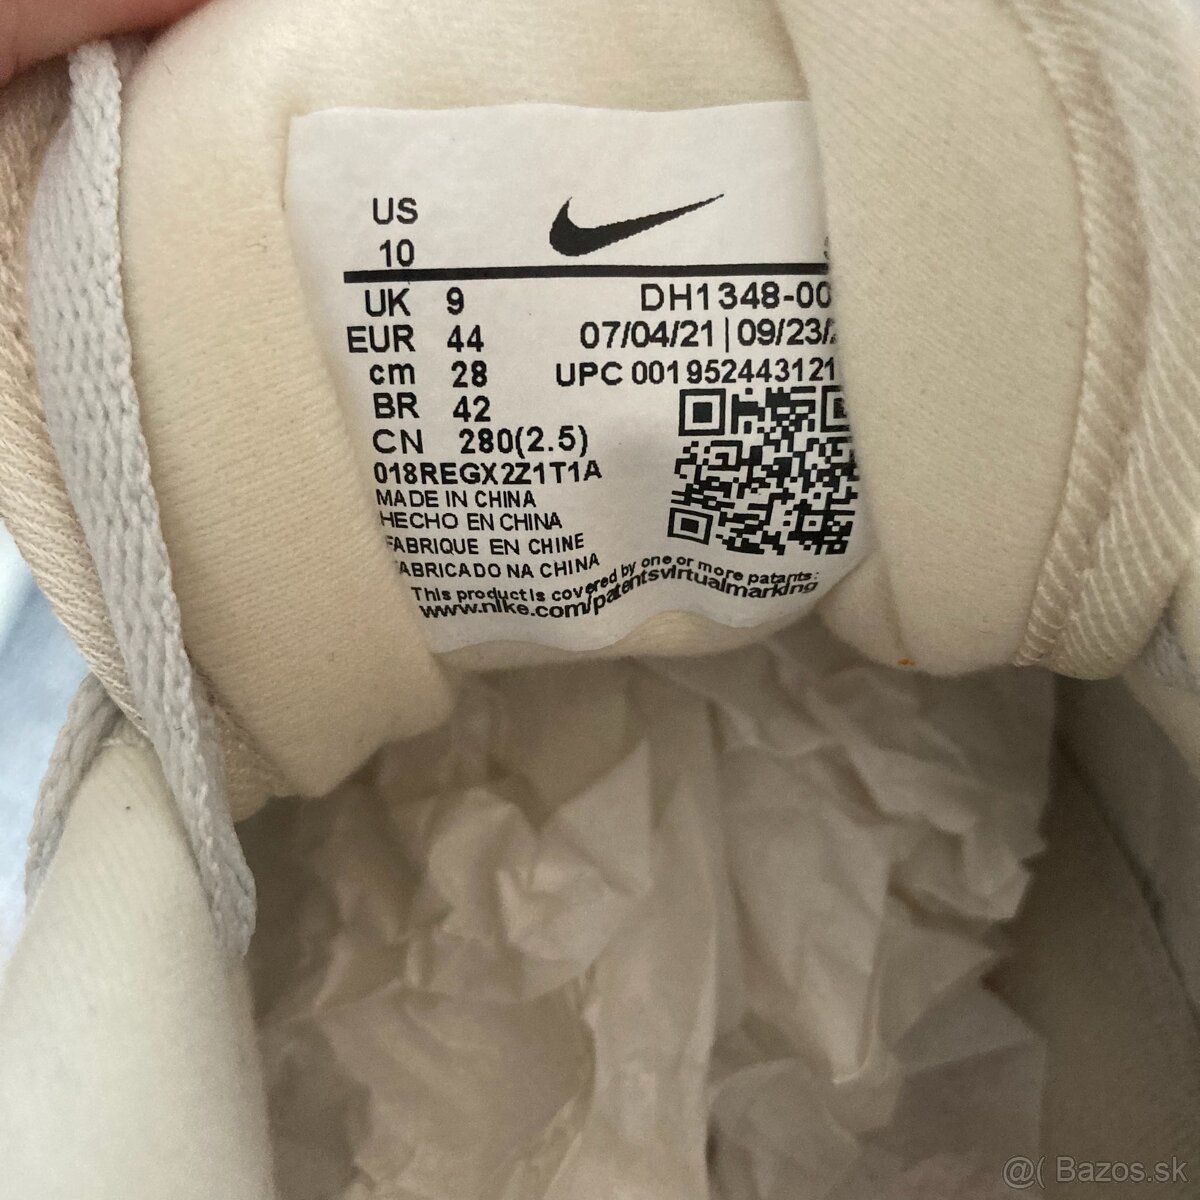 US
10
UK 9 DH1348-00
EUR 44 07/04/21 | 09/23/
cm 28 UPC 001952443121
BR 42
CN 280(2.5)
018REGX2Z1T1A
MADE IN CHINA
HECHO EN CHINA
FABRIQUE EN CHINE
FABRICADO NA CHINA
This product is covered by one or more patants:
www.nike.com/patentsvirtualmarking
@( Bazos.sk